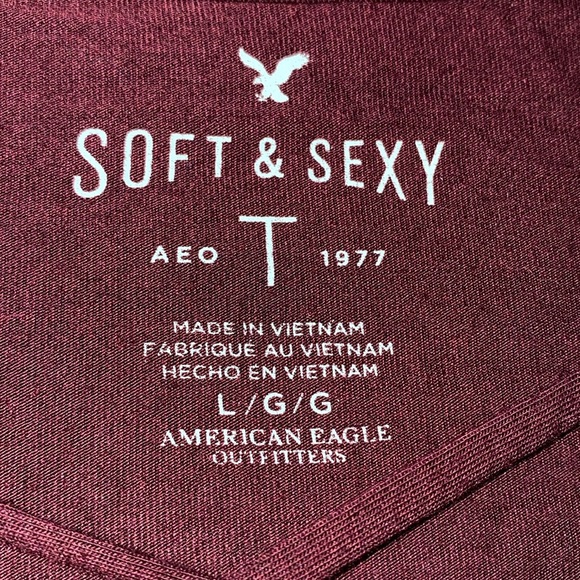 SOFT & SEXY
AEO T 1977
MADE IN VIETNAM
FABRIQUE AU VIETNAM
HECHO EN VIETNAM
L/G/G
AMERICAN EAGLE
OUTFITTERS